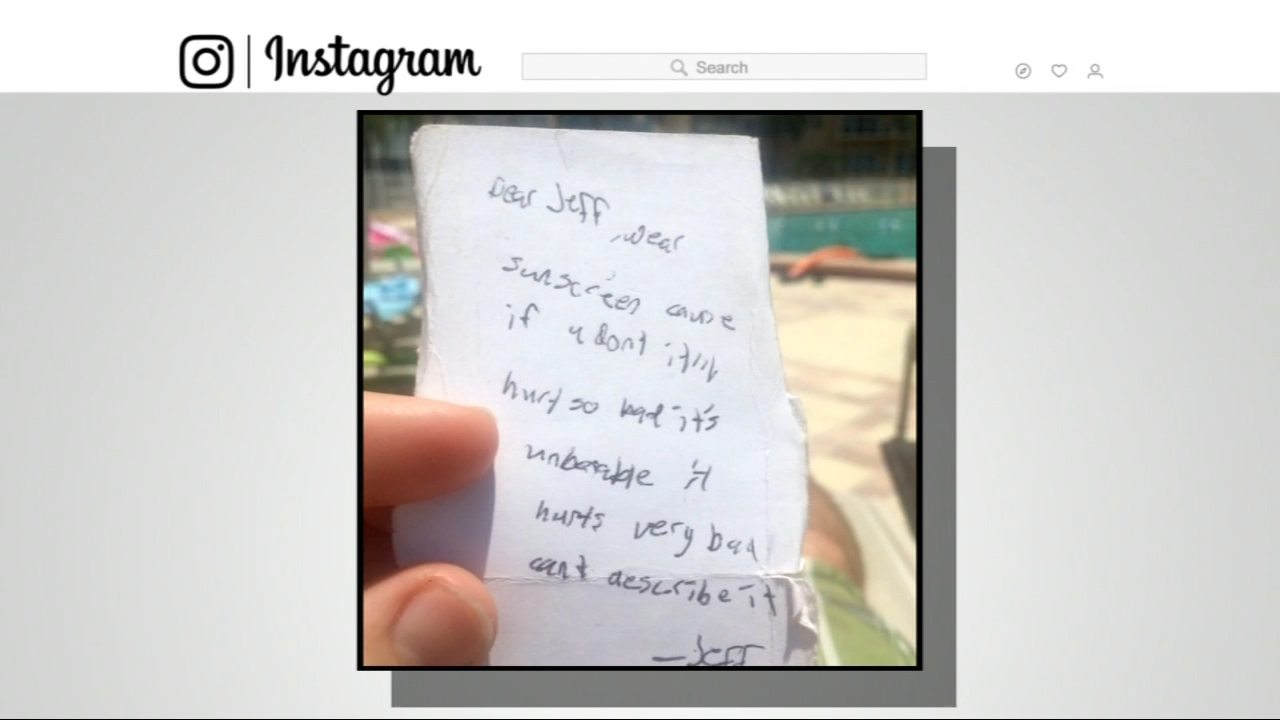 Instagram
Search
Dear Jeff
, wear
sunscreen cause
if u dont it'll
hurt so bad it's
unbearable it
hurts very bad
cant describe it
—Jeff